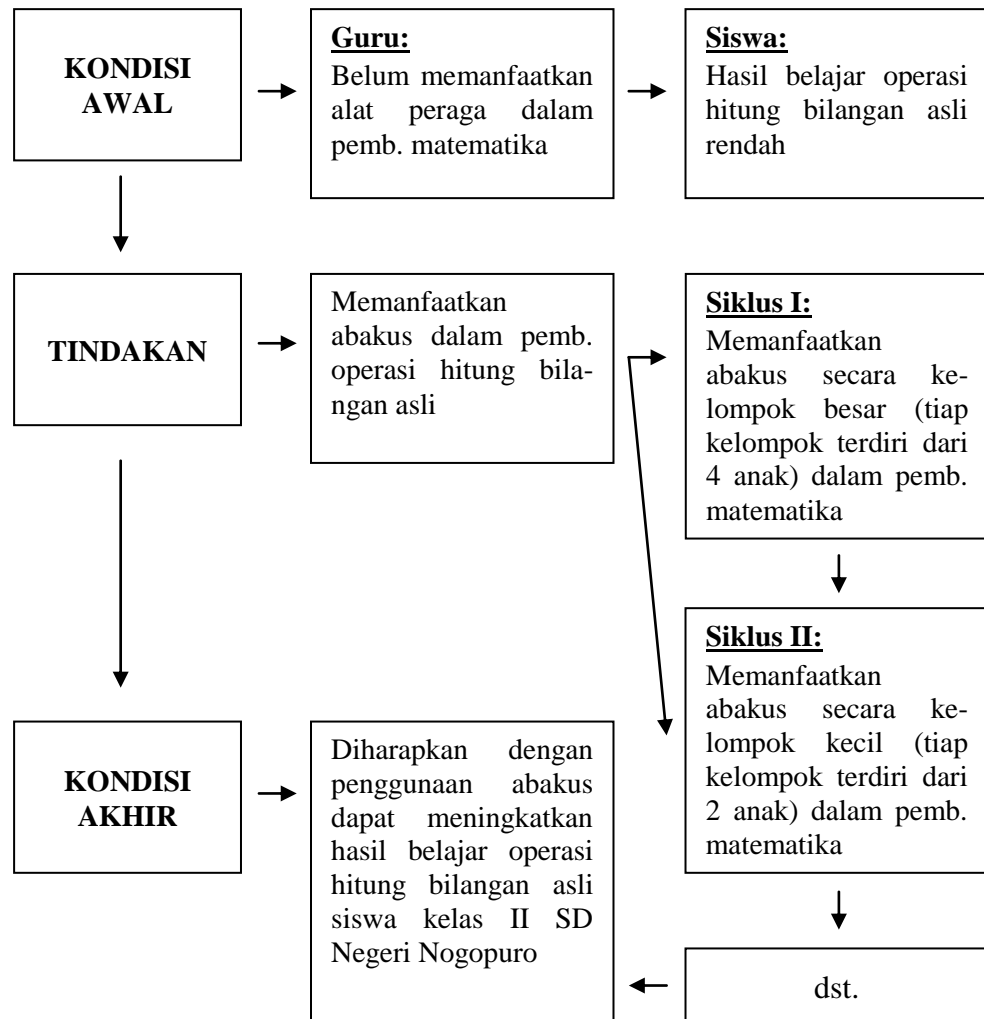 KONDISI
AWAL
Guru:
Belum memanfaatkan
alat peraga dalam
pemb. matematika
Siswa:
Hasil belajar operasi
hitung bilangan asli
rendah
TINDAKAN
Memanfaatkan
abakus dalam pemb.
operasi hitung bila-
ngan asli
Siklus I:
Memanfaatkan
abakus secara ke-
lompok besar (tiap
kelompok terdiri dari
4 anak) dalam pemb.
matematika
Siklus II:
Memanfaatkan
abakus secara ke-
lompok kecil (tiap
kelompok terdiri dari
2 anak) dalam pemb.
matematika
KONDISI
AKHIR
Diharapkan dengan
penggunaan abakus
dapat meningkatkan
hasil belajar operasi
hitung bilangan asli
siswa kelas II SD
Negeri Nogopuro
dst.